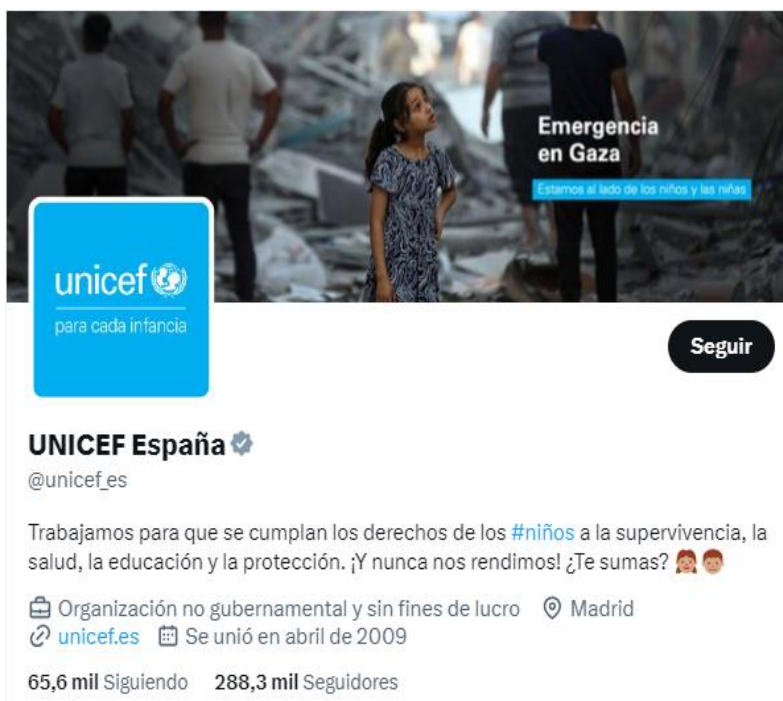 Emergencia
en Gaza
Estamos al lado de los niños y las niñas
unicef
para cada infancia
Seguir
UNICEF España
@unicef_es
Trabajamos para que se cumplan los derechos de los #niños a la supervivencia, la
salud, la educación y la protección. ¡Y nunca nos rendimos! ¿Te sumas? 👧🏽👦🏽
Organización no gubernamental y sin fines de lucro Madrid
unicef.es Se unió en abril de 2009
65,6 mil Siguiendo 288,3 mil Seguidores